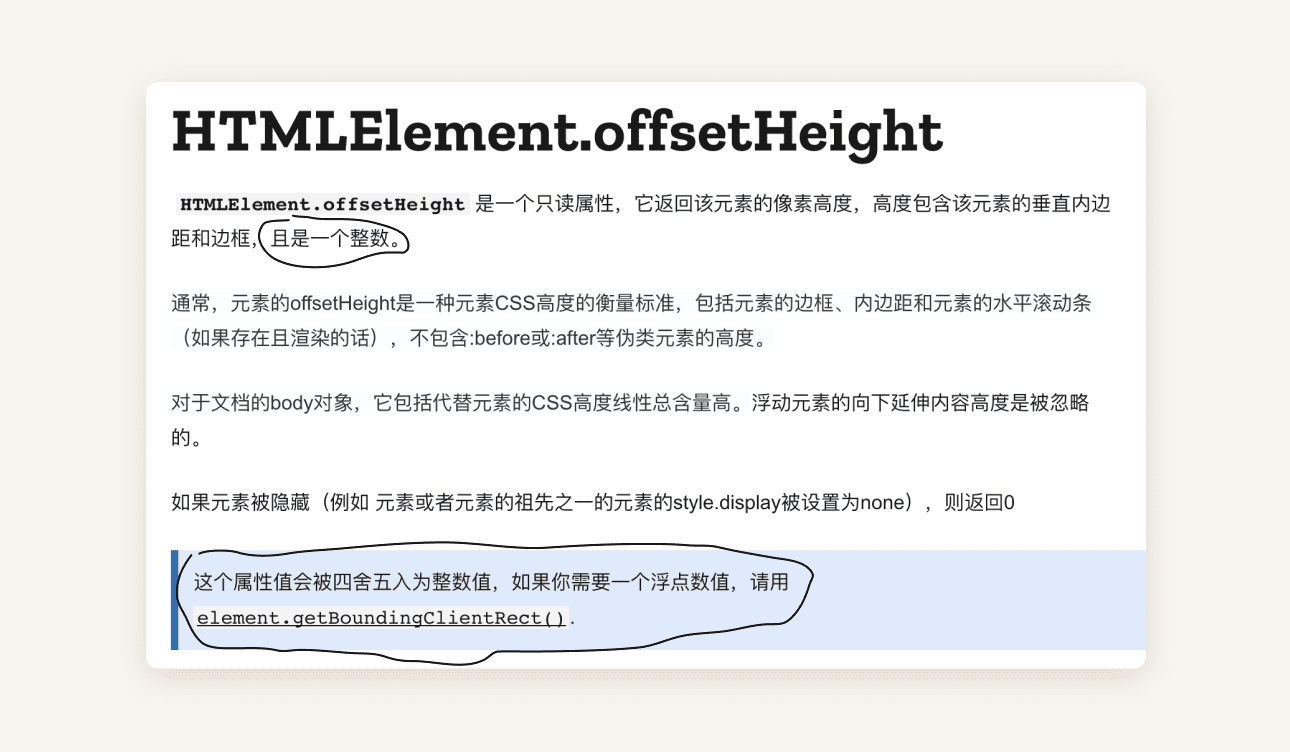 HTMLElement.offsetHeight
HTMLElement.offsetHeight 是一个只读属性，它返回该元素的像素高度，高度包含该元素的垂直内边
距和边框，且是一个整数。
通常，元素的offsetHeight是一种元素CSS高度的衡量标准，包括元素的边框、内边距和元素的水平滚动条
（如果存在且渲染的话），不包含:before或:after等伪类元素的高度。
对于文档的body对象，它包括代替元素的CSS高度线性总含量高。浮动元素的向下延伸内容高度是被忽略
的。
如果元素被隐藏（例如 元素或者元素的祖先之一的元素的style.display被设置为none），则返回0
这个属性值会被四舍五入为整数值，如果你需要一个浮点数值，请用
element.getBoundingClientRect().